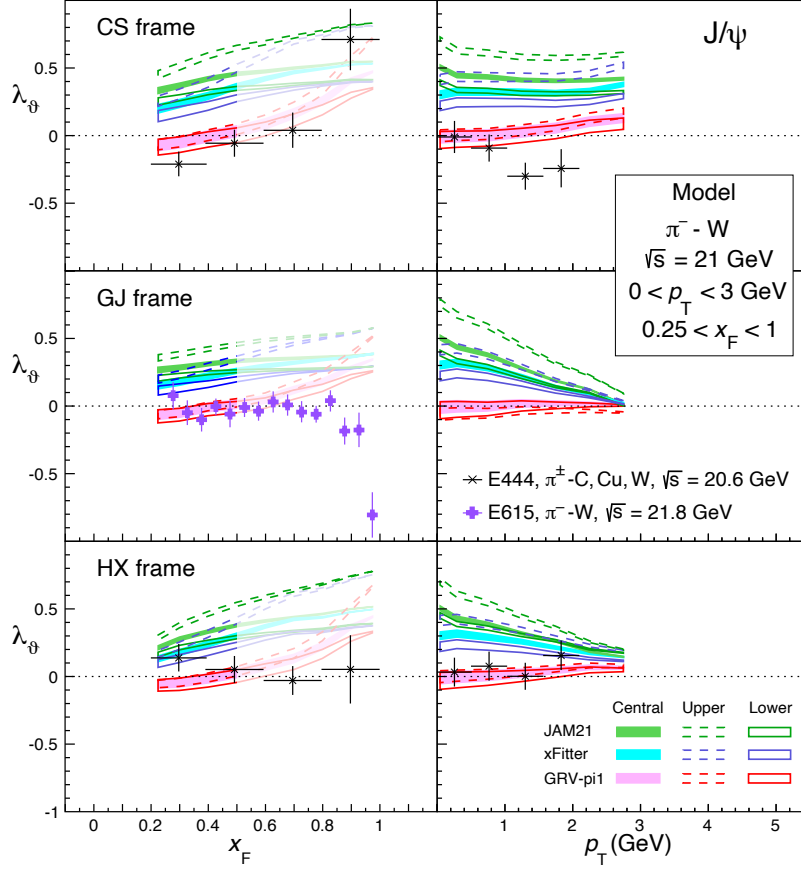 CS frame
J/ψ
0.5
λϑ
0
-0.5
Model
π⁻ - W
√s = 21 GeV
0 < pT < 3 GeV
0.25 < xF < 1
GJ frame
0.5
λϑ
0
-0.5
E444, π±-C, Cu, W, √s = 20.6 GeV
E615, π⁻-W, √s = 21.8 GeV
HX frame
0.5
λϑ
0
-0.5
-1
Central Upper Lower
JAM21
xFitter
GRV-pi1
0 0.2 0.4 0.6 0.8 1
1 2 3 4 5
xF
pT (GeV)